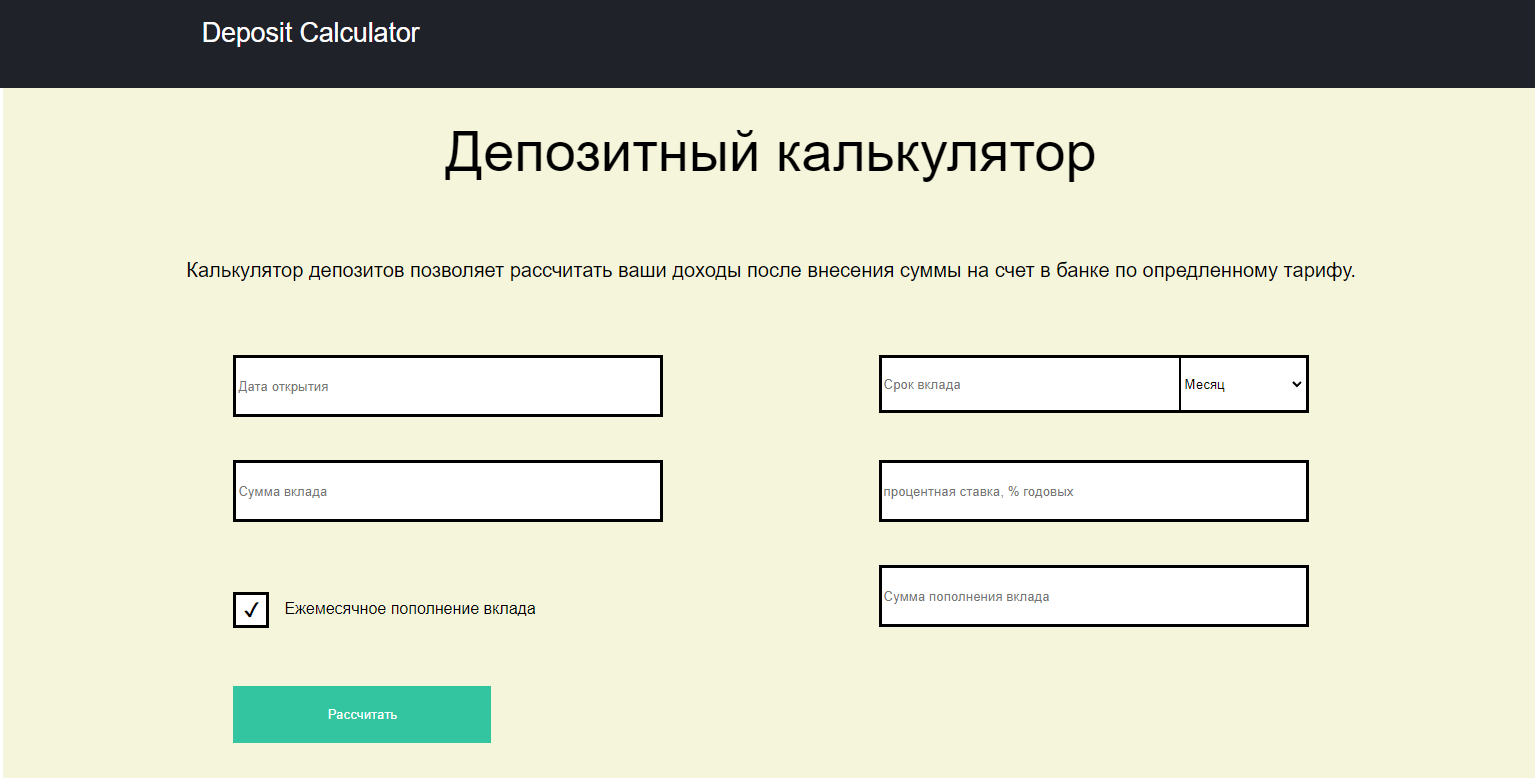 Deposit Calculator
Депозитный калькулятор
Калькулятор депозитов позволяет рассчитать ваши доходы после внесения суммы на счет в банке по опредленному тарифу.
Дата открытия
Срок вклада
Месяц
Сумма вклада
процентная ставка, % годовых
Ежемесячное пополнение вклада
Сумма пополнения вклада
Рассчитать